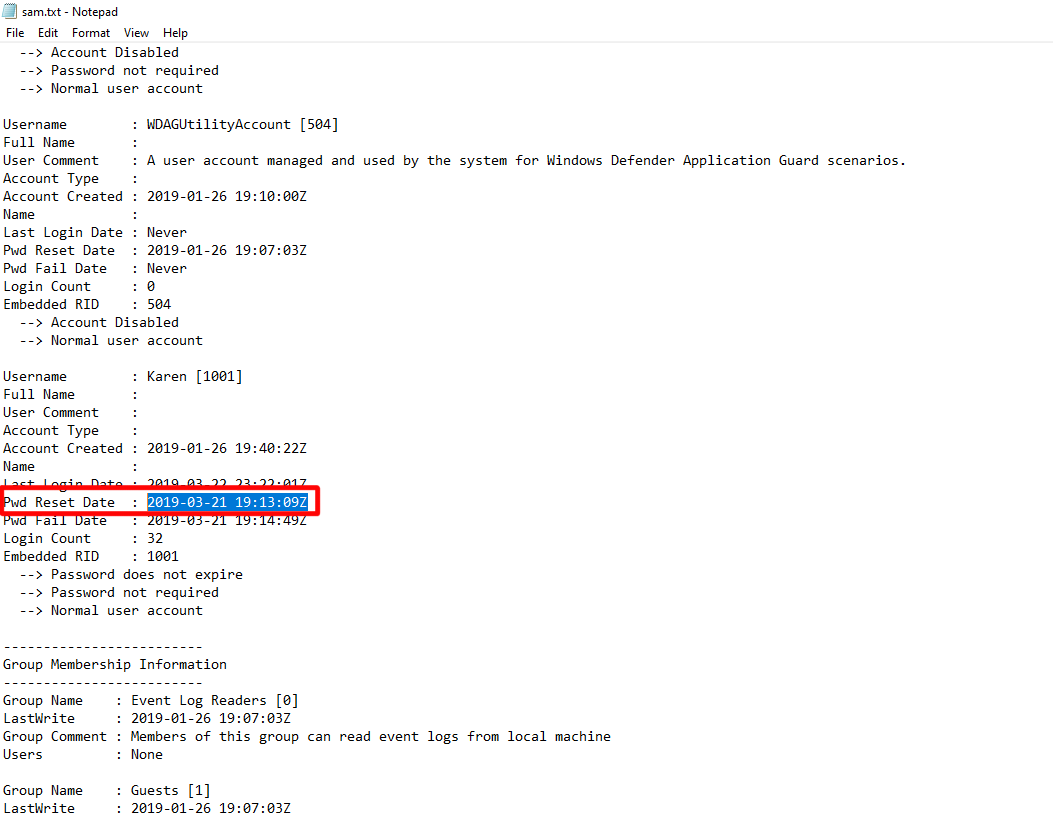 sam.txt - Notepad
File Edit Format View Help
--> Account Disabled
--> Password not required
--> Normal user account
Username : WDAGUtilityAccount [504]
Full Name :
User Comment : A user account managed and used by the system for Windows Defender Application Guard scenarios.
Account Type :
Account Created : 2019-01-26 19:10:00Z
Name :
Last Login Date : Never
Pwd Reset Date : 2019-01-26 19:07:03Z
Pwd Fail Date : Never
Login Count : 0
Embedded RID : 504
--> Account Disabled
--> Normal user account
Username : Karen [1001]
Full Name :
User Comment :
Account Type :
Account Created : 2019-01-26 19:40:22Z
Name :
Last Login Date : 2019-03-22 23:22:01Z
Pwd Reset Date : 2019-03-21 19:13:09Z
Pwd Fail Date : 2019-03-21 19:14:49Z
Login Count : 32
Embedded RID : 1001
--> Password does not expire
--> Password not required
--> Normal user account
-------------------------
Group Membership Information
-------------------------
Group Name : Event Log Readers [0]
LastWrite : 2019-01-26 19:07:03Z
Group Comment : Members of this group can read event logs from local machine
Users : None
Group Name : Guests [1]
LastWrite : 2019-01-26 19:07:03Z